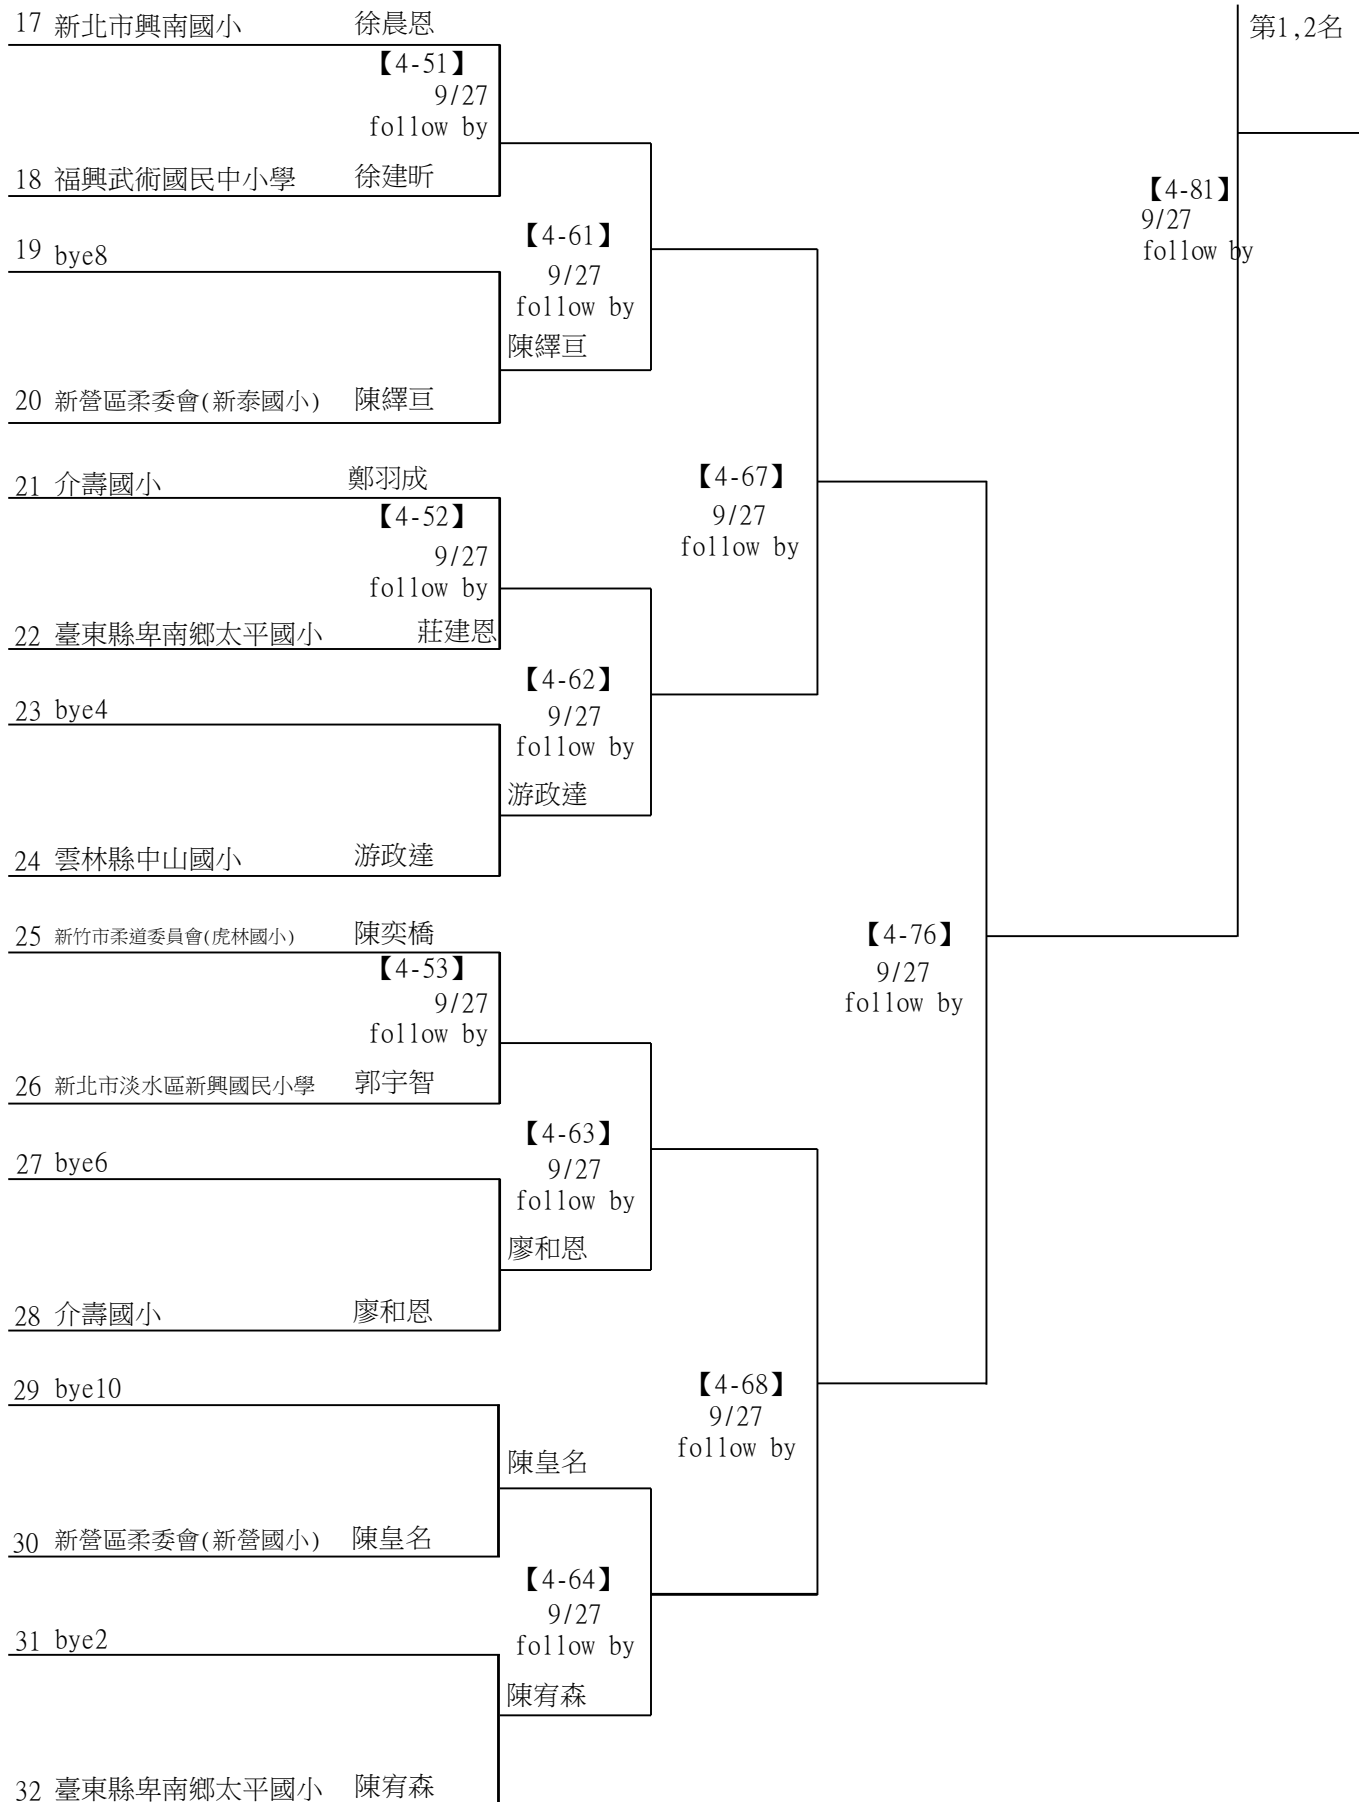 17 新北市興南國小 徐晨恩
第1,2名
【4-51】
9/27
follow by
18 福興武術國民中小學 徐建昕
【4-81】
9/27
follow by
19 bye8
【4-61】
9/27
follow by
陳繹亘
20 新營區柔委會(新泰國小) 陳繹亘
21 介壽國小 鄭羽成
【4-67】
9/27
follow by
【4-52】
9/27
follow by
22 臺東縣卑南鄉太平國小 莊建恩
23 bye4
【4-62】
9/27
follow by
游政達
24 雲林縣中山國小 游政達
25 新竹市柔道委員會(虎林國小) 陳奕橋
【4-76】
9/27
follow by
【4-53】
9/27
follow by
26 新北市淡水區新興國民小學 郭宇智
27 bye6
【4-63】
9/27
follow by
廖和恩
28 介壽國小 廖和恩
29 bye10
【4-68】
9/27
follow by
陳皇名
30 新營區柔委會(新營國小) 陳皇名
【4-64】
9/27
follow by
31 bye2
陳宥森
32 臺東縣卑南鄉太平國小 陳宥森